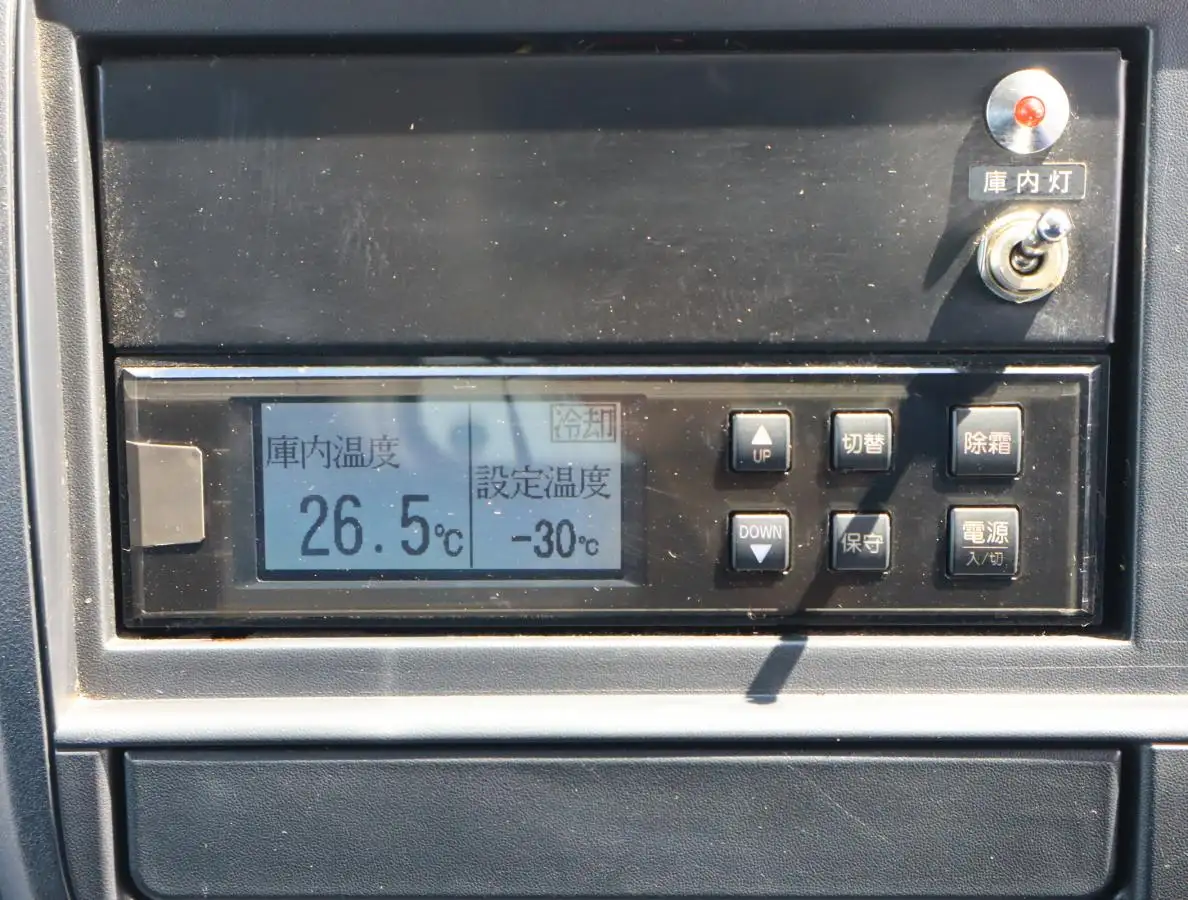 庫内灯
冷却
庫内温度
設定温度
26.5℃
-30℃
UP
切替
除霜
DOWN
保守
電源
入/切